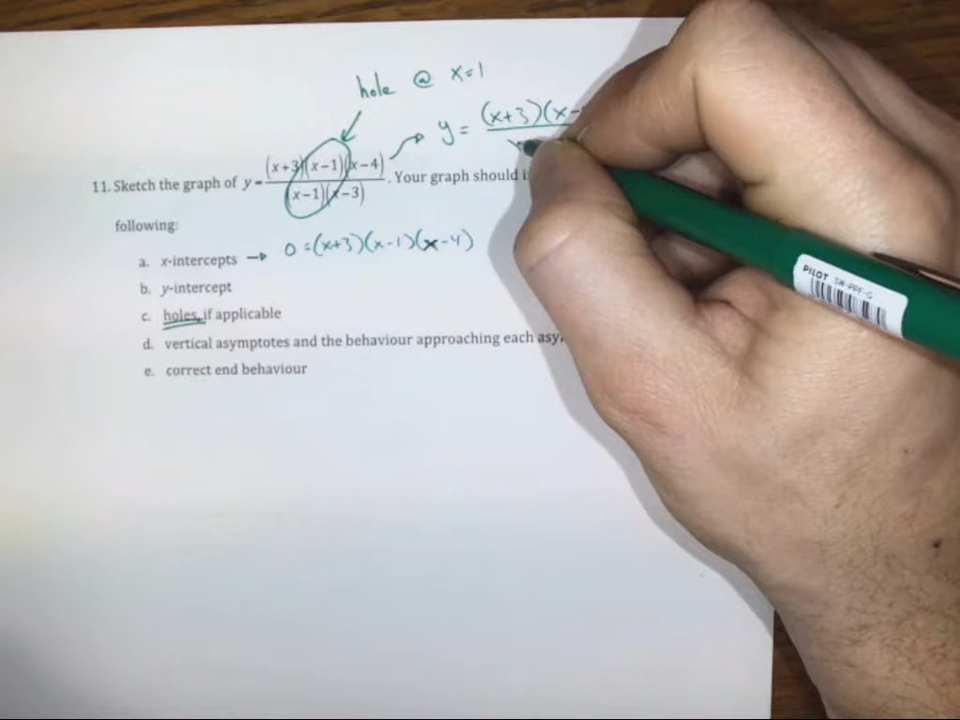 hole @ x=1
y = (x+3)(x-
11. Sketch the graph of y = (x+3)(x-1)(x-4) / (x-1)(x-3) . Your graph should
following:
a. x-intercepts → 0 = (x+3)(x-1)(x-4)
b. y-intercept
c. holes, if applicable
d. vertical asymptotes and the behaviour approaching each
e. correct end behaviour
PILOT